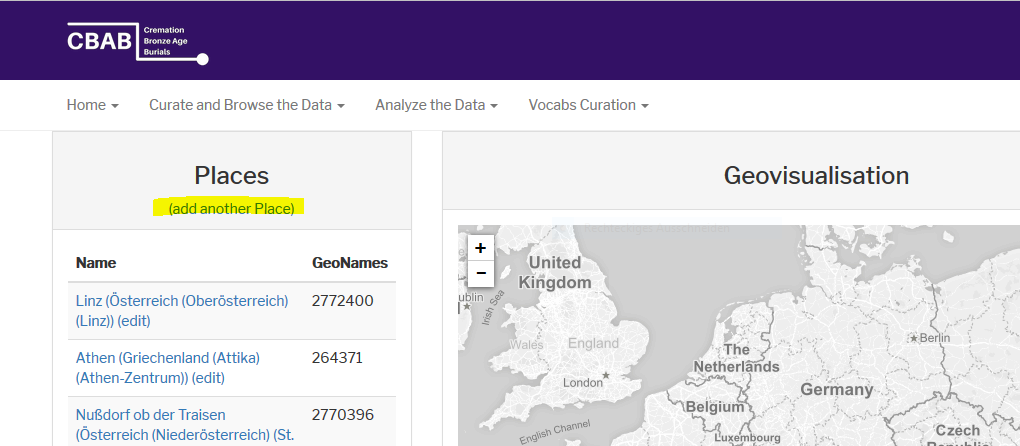 CBAB
Cremation
Bronze Age
Burials
Home
Curate and Browse the Data
Analyze the Data
Vocabs Curation
Places
(add another Place)
Name GeoNames
Linz (Österreich (Oberösterreich)
(Linz)) (edit)
2772400
Athen (Griechenland (Attika)
(Athen-Zentrum)) (edit)
264371
Nußdorf ob der Traisen
(Österreich (Niederösterreich) (St.
2770396
Geovisualisation
+
−
Rechteckiges Ausschneiden
United
Kingdom
ublin
Irish Sea
Wales
England
London
English Channel
The
Netherlands
Belgium
Luxembourg
Germany
Berlin
Czech